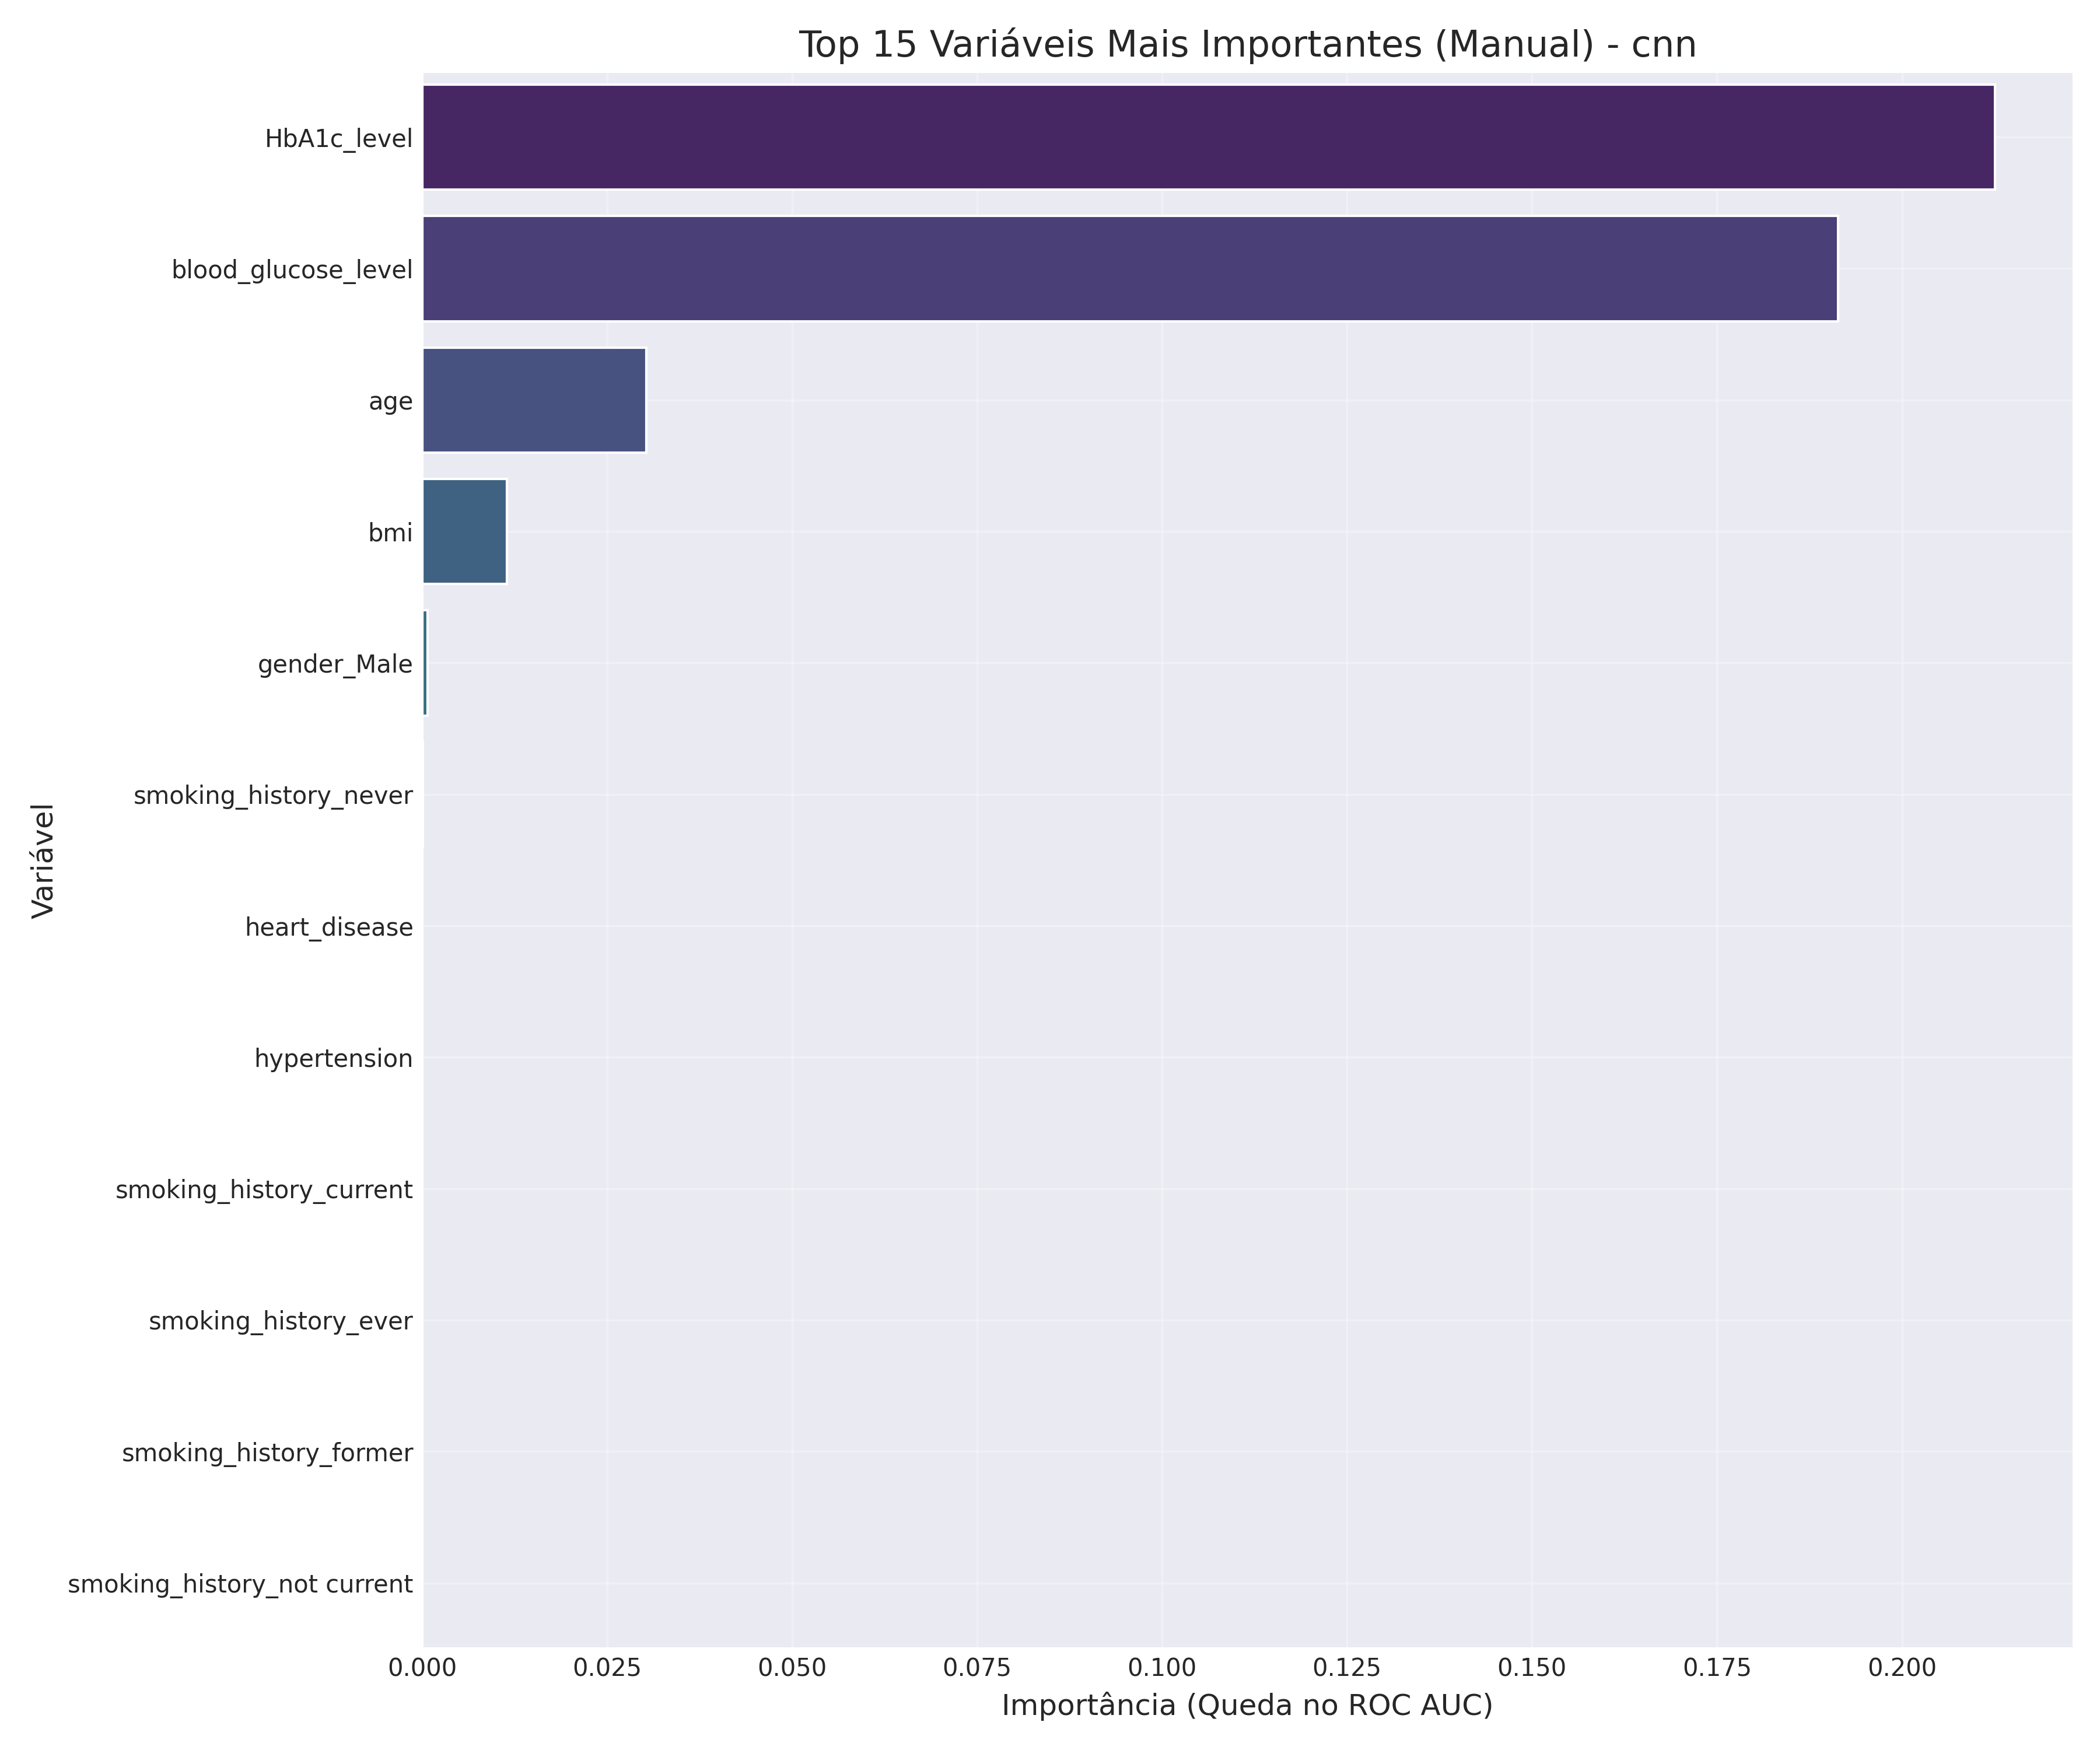 Top 15 Variáveis Mais Importantes (Manual) - cnn
Variável
HbA1c_level
blood_glucose_level
age
bmi
gender_Male
smoking_history_never
heart_disease
hypertension
smoking_history_current
smoking_history_ever
smoking_history_former
smoking_history_not current
0.000 0.025 0.050 0.075 0.100 0.125 0.150 0.175 0.200
Importância (Queda no ROC AUC)